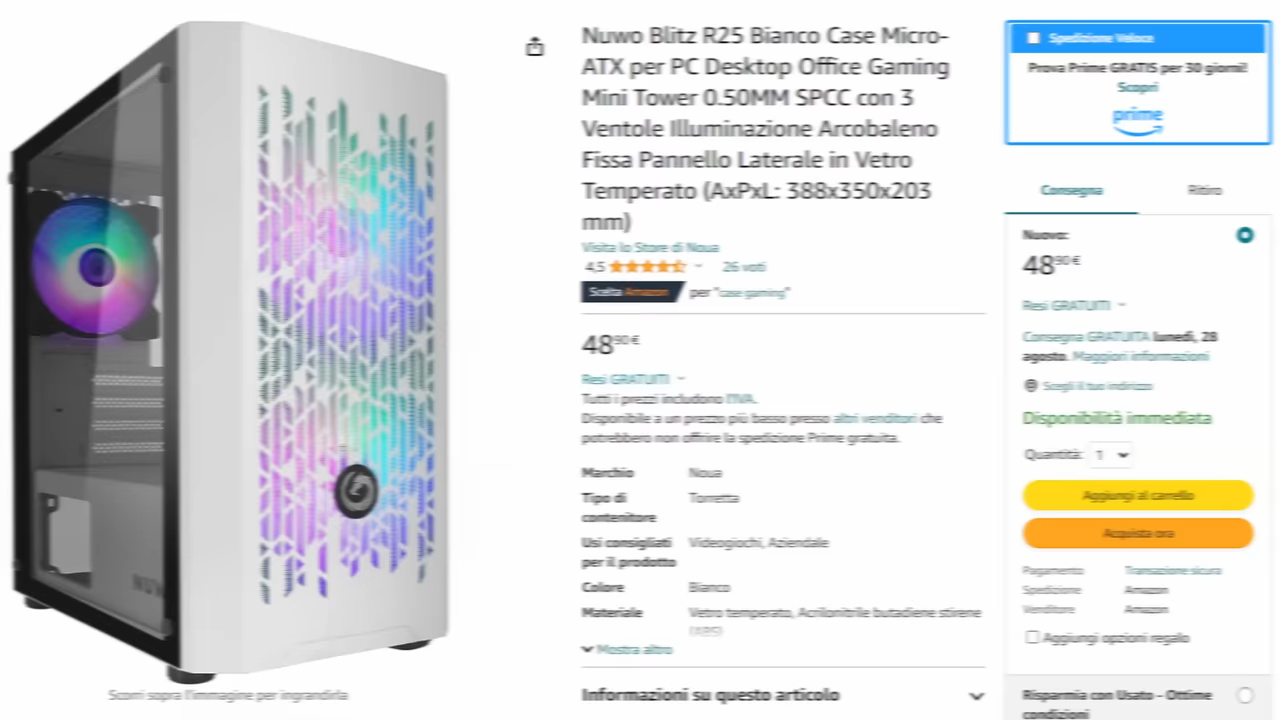 Nuwo Blitz R25 Bianco Case Micro-
ATX per PC Desktop Office Gaming
Mini Tower 0.50MM SPCC con 3
Ventole Illuminazione Arcobaleno
Fissa Pannello Laterale in Vetro
Temperato (AxPxL: 388x350x203
mm)
Visita lo Store di Noua
4,5 26 voti
Scelta Amazon per "case gaming"
48,90 €
Resi GRATUITI
Tutti i prezzi includono l'IVA.
Disponibile a un prezzo più basso presso altri venditori che
potrebbero non offrire la spedizione Prime gratuita.
Marchio Noua
Tipo di Torretta
contenitore
Usi consigliati Videogiochi, Aziendale
per il prodotto
Colore Bianco
Materiale Vetro temperato, Acrilonitrile butadiene stirene
(ABS)
Mostra altro
Informazioni su questo articolo
Scorri sopra l'immagine per ingrandirla
Spedizione Veloce
Prova Prime GRATIS per 30 giorni!
Scopri
prime
Consegna Ritiro
Nuovo:
48,90 €
Resi GRATUITI
Consegna GRATUITA lunedì, 28
agosto. Maggiori informazioni
Scegli il tuo indirizzo
Disponibilità immediata
Quantità: 1
Aggiungi al carrello
Acquista ora
Pagamento Transazione sicura
Spedizione Amazon
Venditore Amazon
Aggiungi opzioni regalo
Risparmia con Usato - Ottime
condizioni